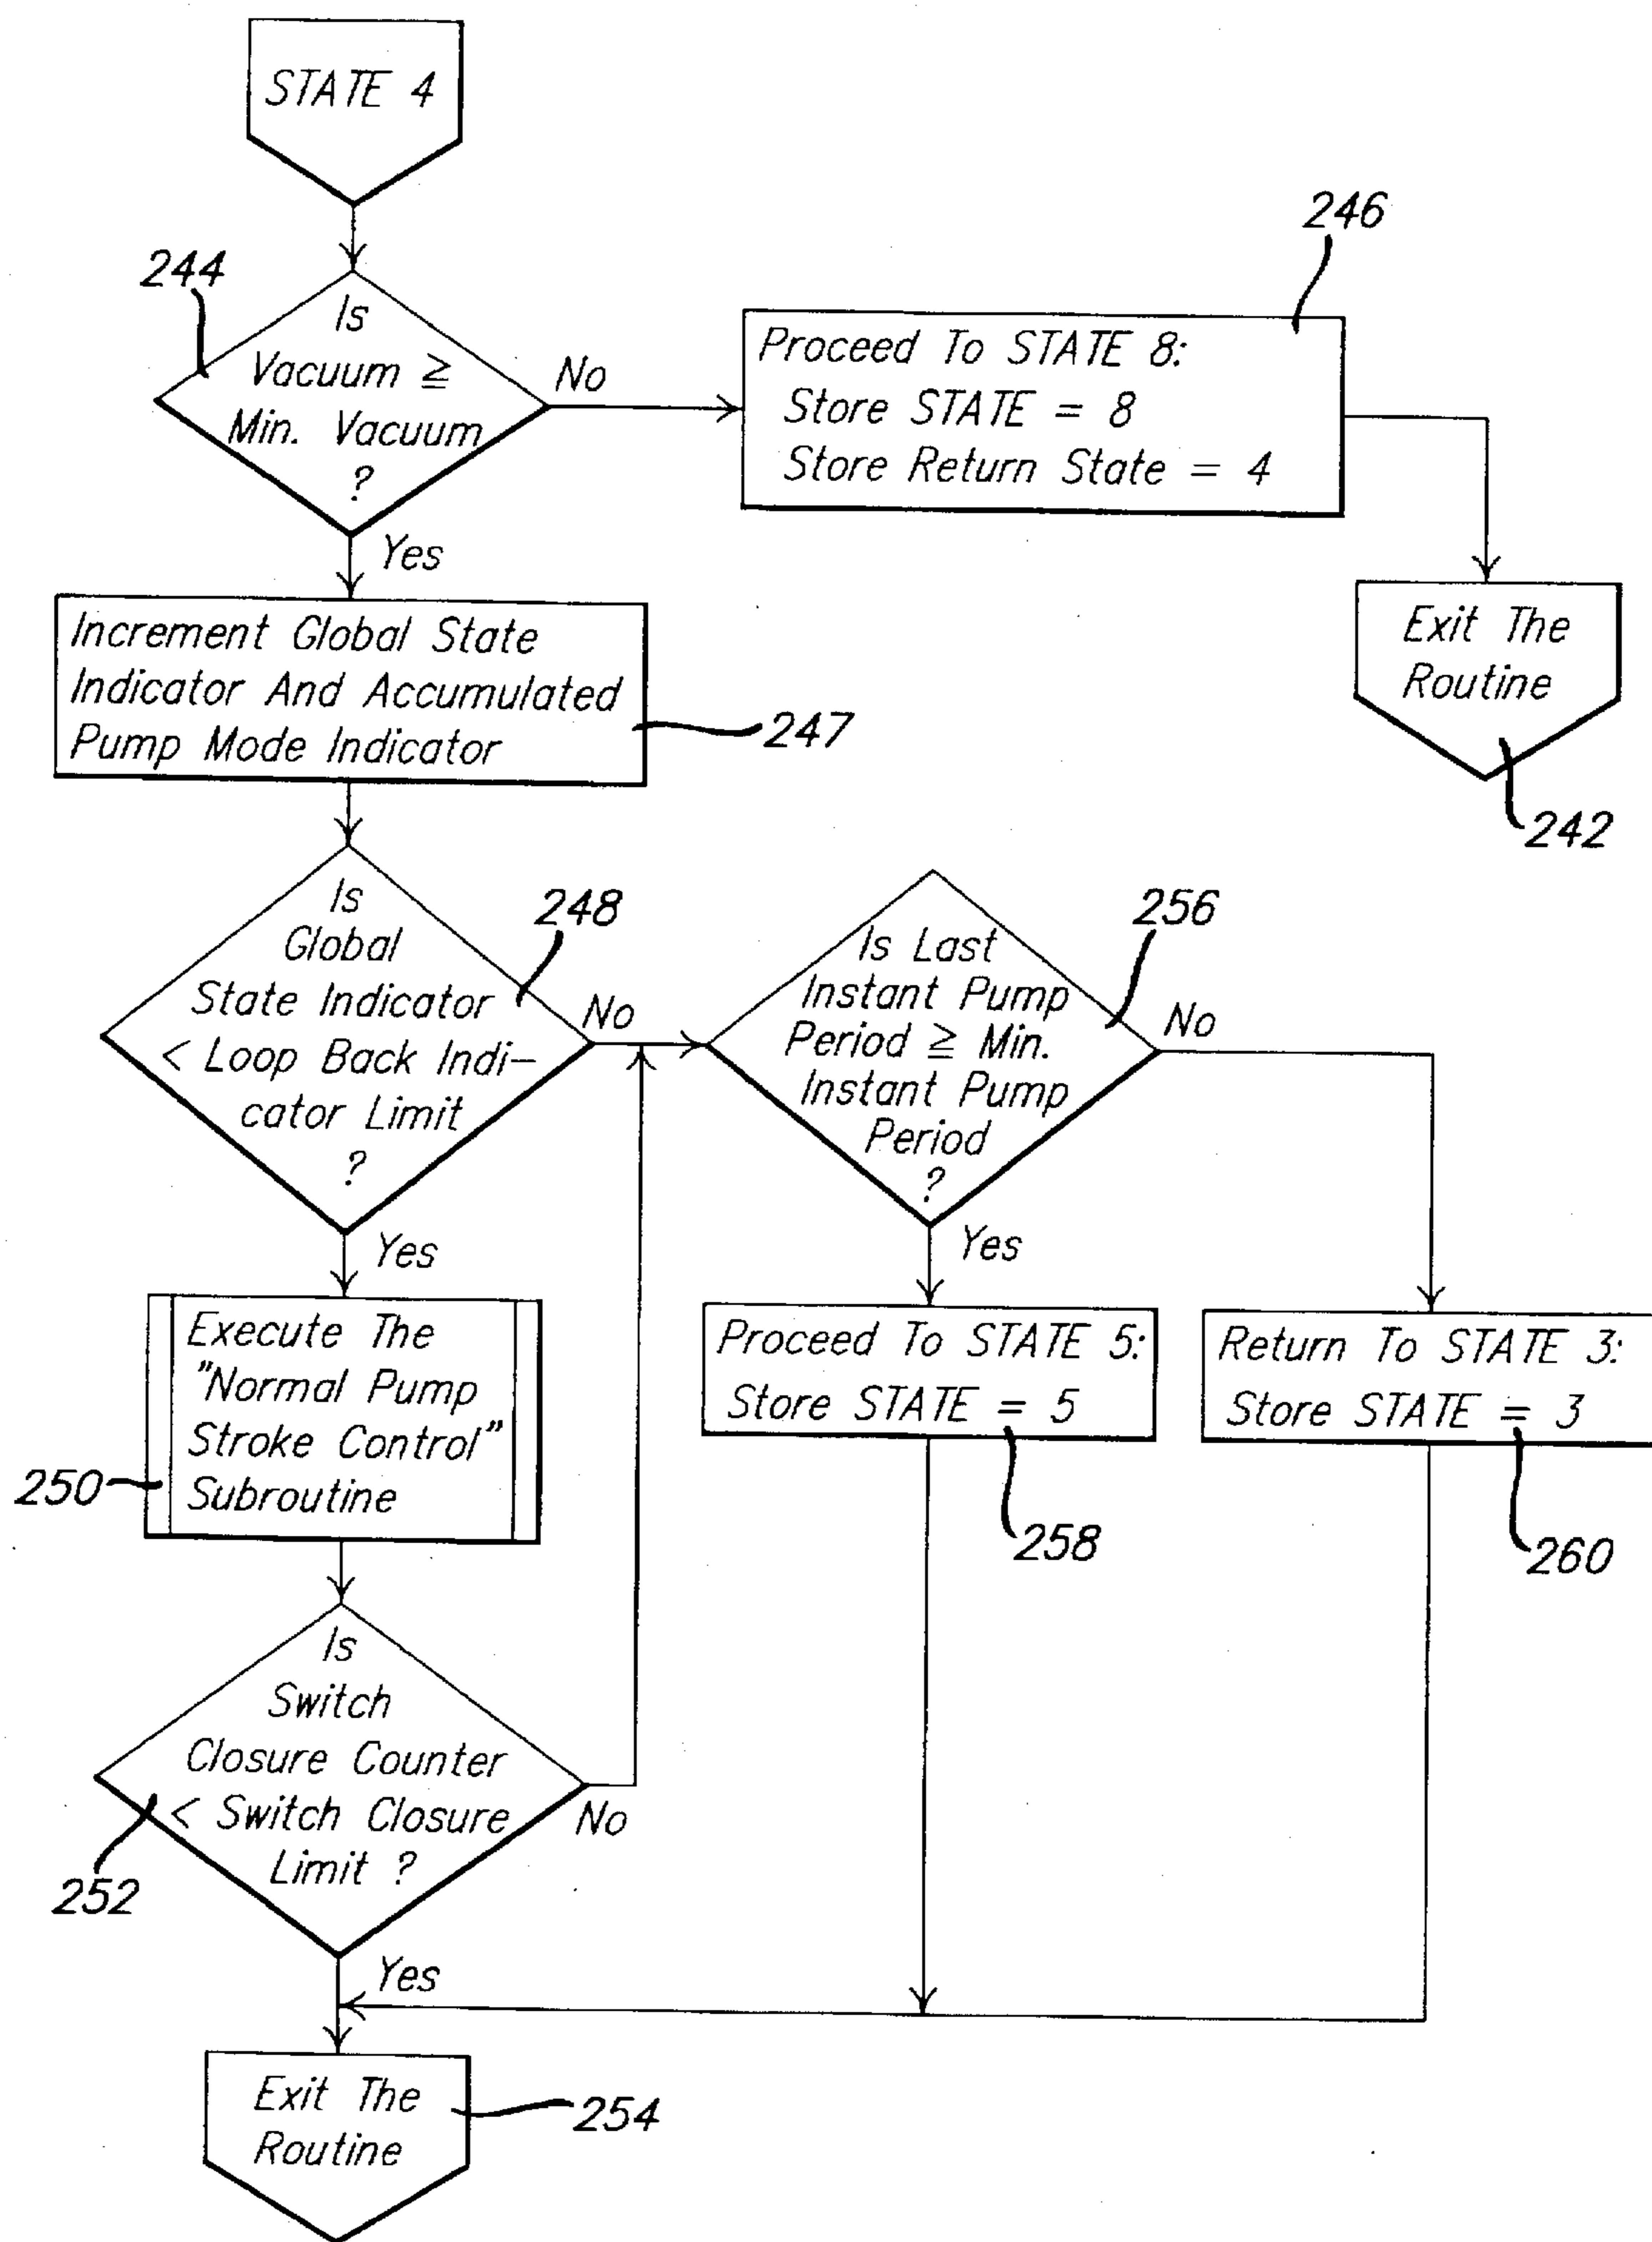 STATE 4
244
Is
Vacuum ≧
Min. Vacuum
?
No
Yes
246
Proceed To STATE 8:
Store STATE = 8
Store Return State = 4
Exit The
Routine
242
Increment Global State
Indicator And Accumulated
Pump Mode Indicator
247
Is
Global
State Indicator
< Loop Back Indi-
cator Limit
?
248
No
Yes
Is Last
Instant Pump
Period ≧ Min.
Instant Pump
Period
?
256
No
Yes
Execute The
"Normal Pump
Stroke Control"
Subroutine
250
Proceed To STATE 5:
Store STATE = 5
258
Return To STATE 3:
Store STATE = 3
260
Is
Switch
Closure Counter
< Switch Closure
Limit ?
252
No
Yes
Exit The
Routine
254